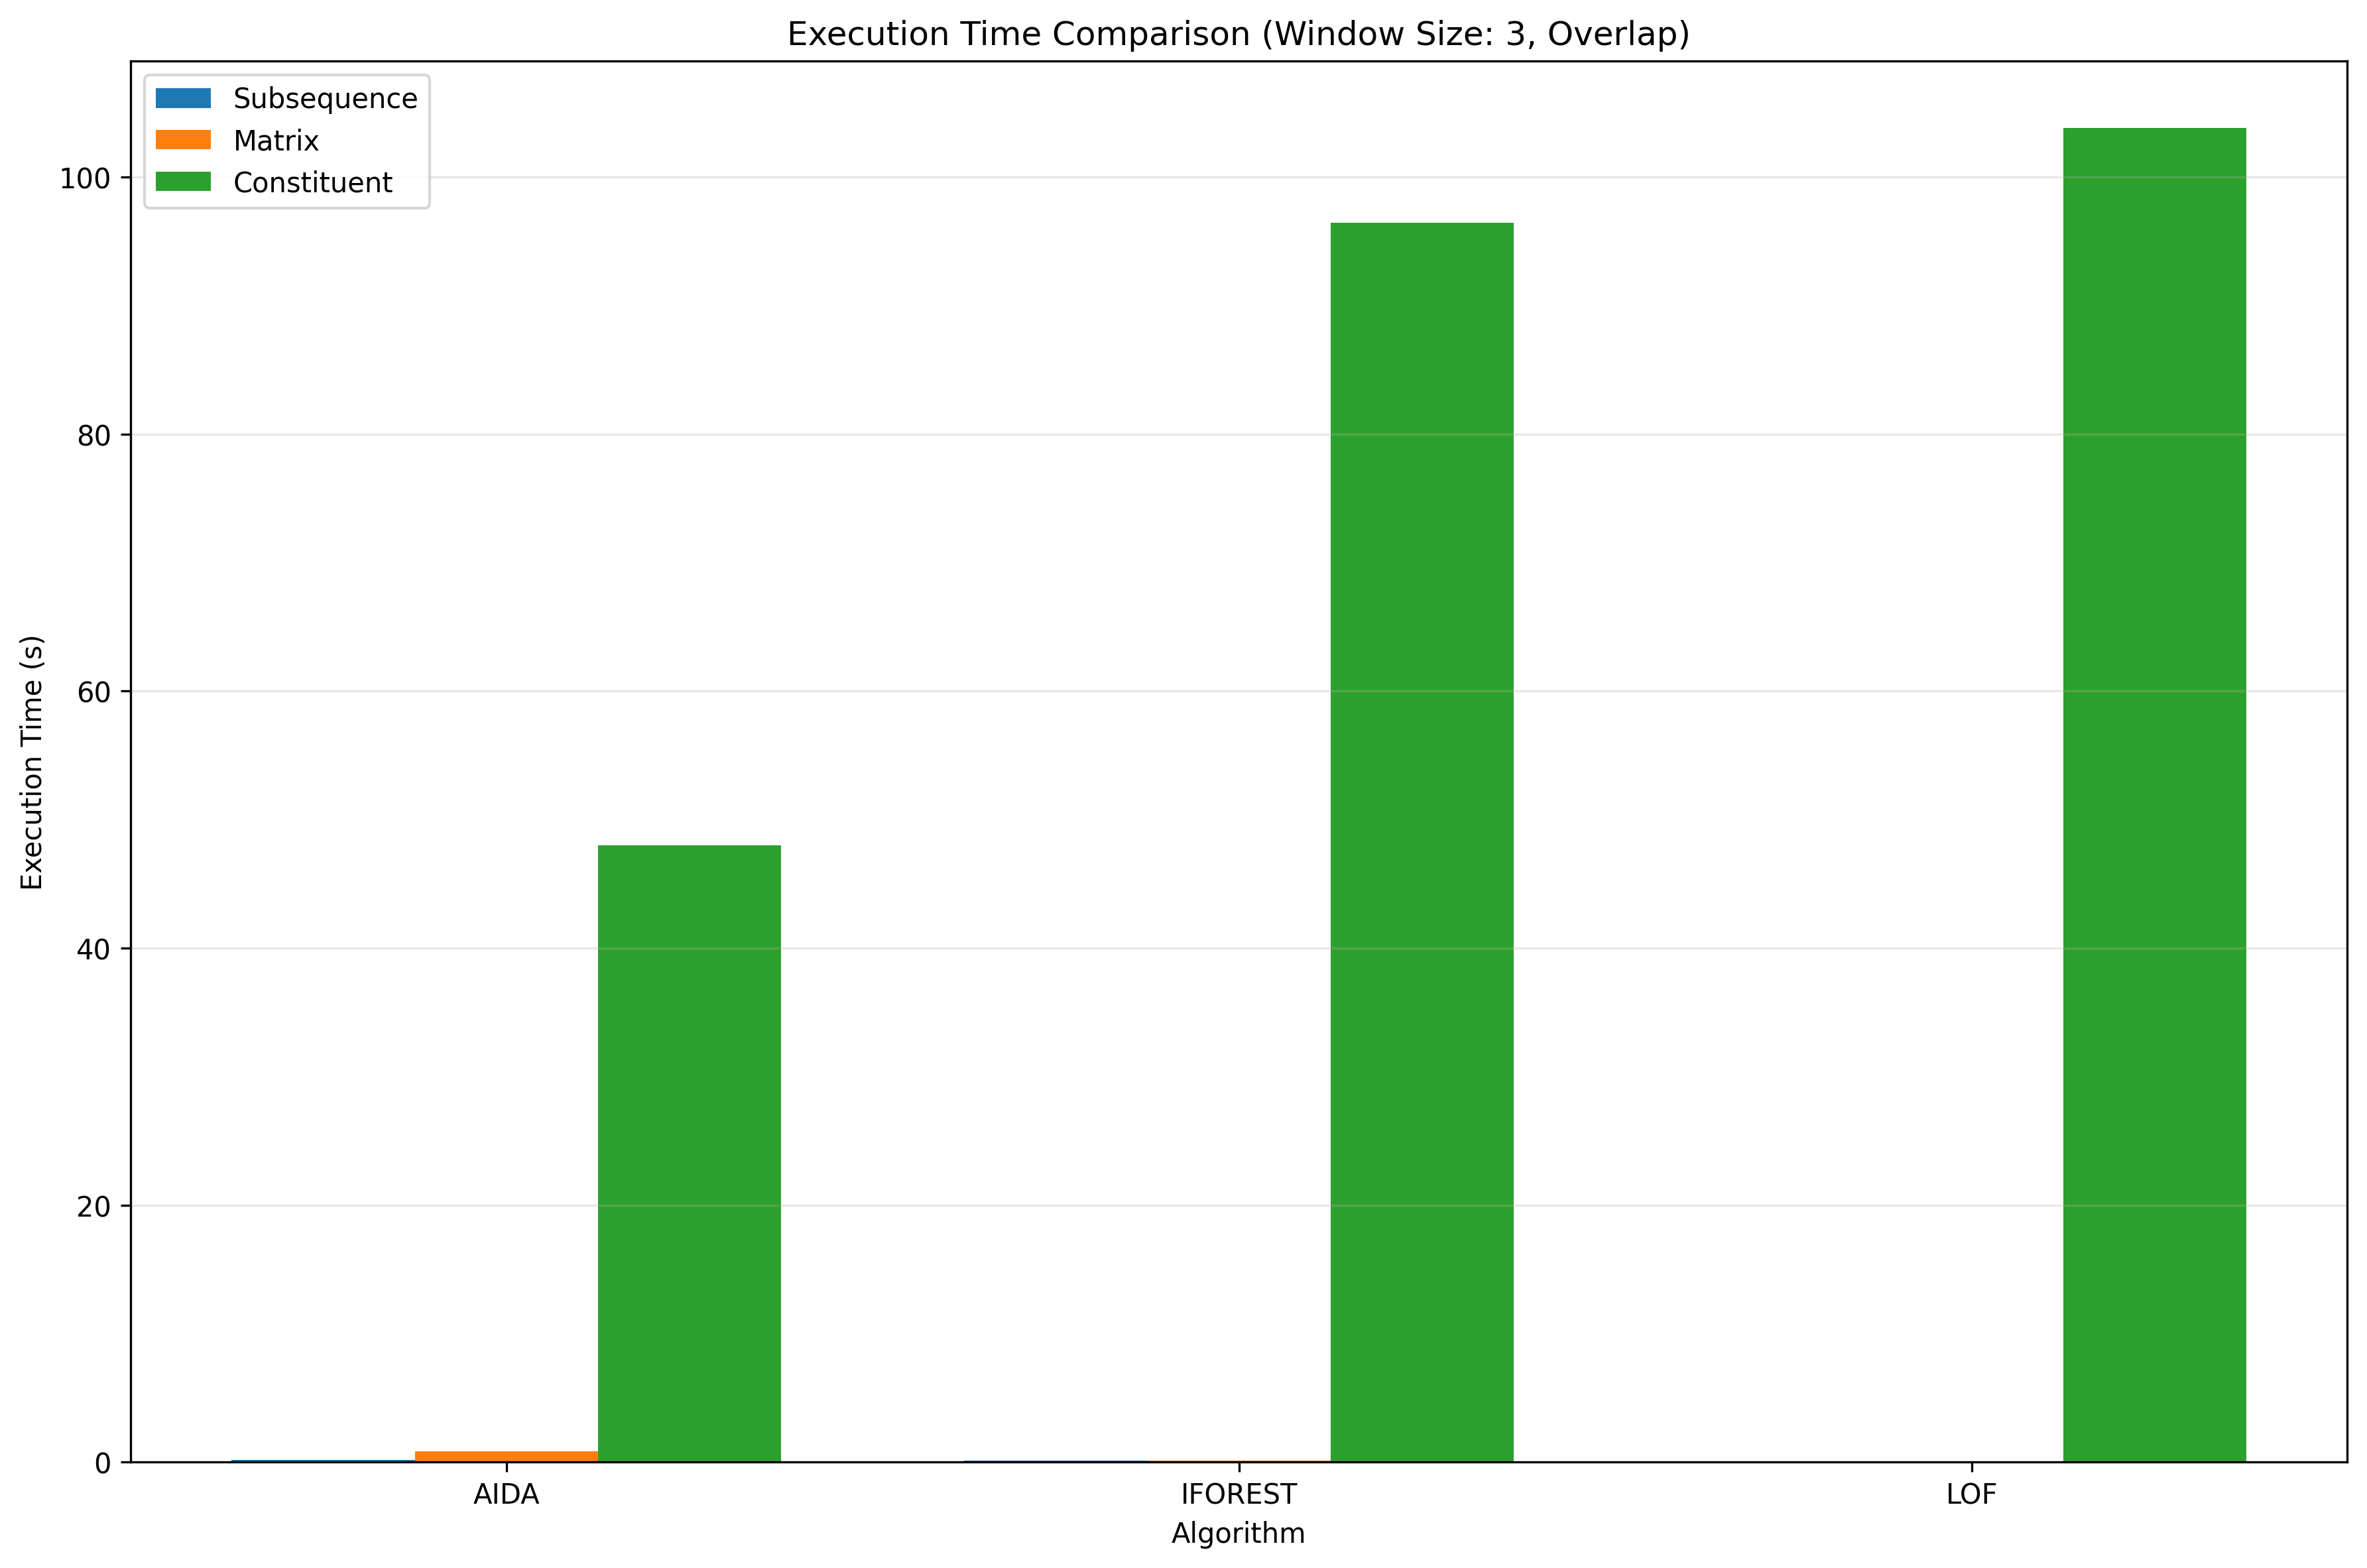 Execution Time Comparison (Window Size: 3, Overlap)
Subsequence
Matrix
Constituent
100
80
60
40
20
0
Execution Time (s)
AIDA
IFOREST
LOF
Algorithm